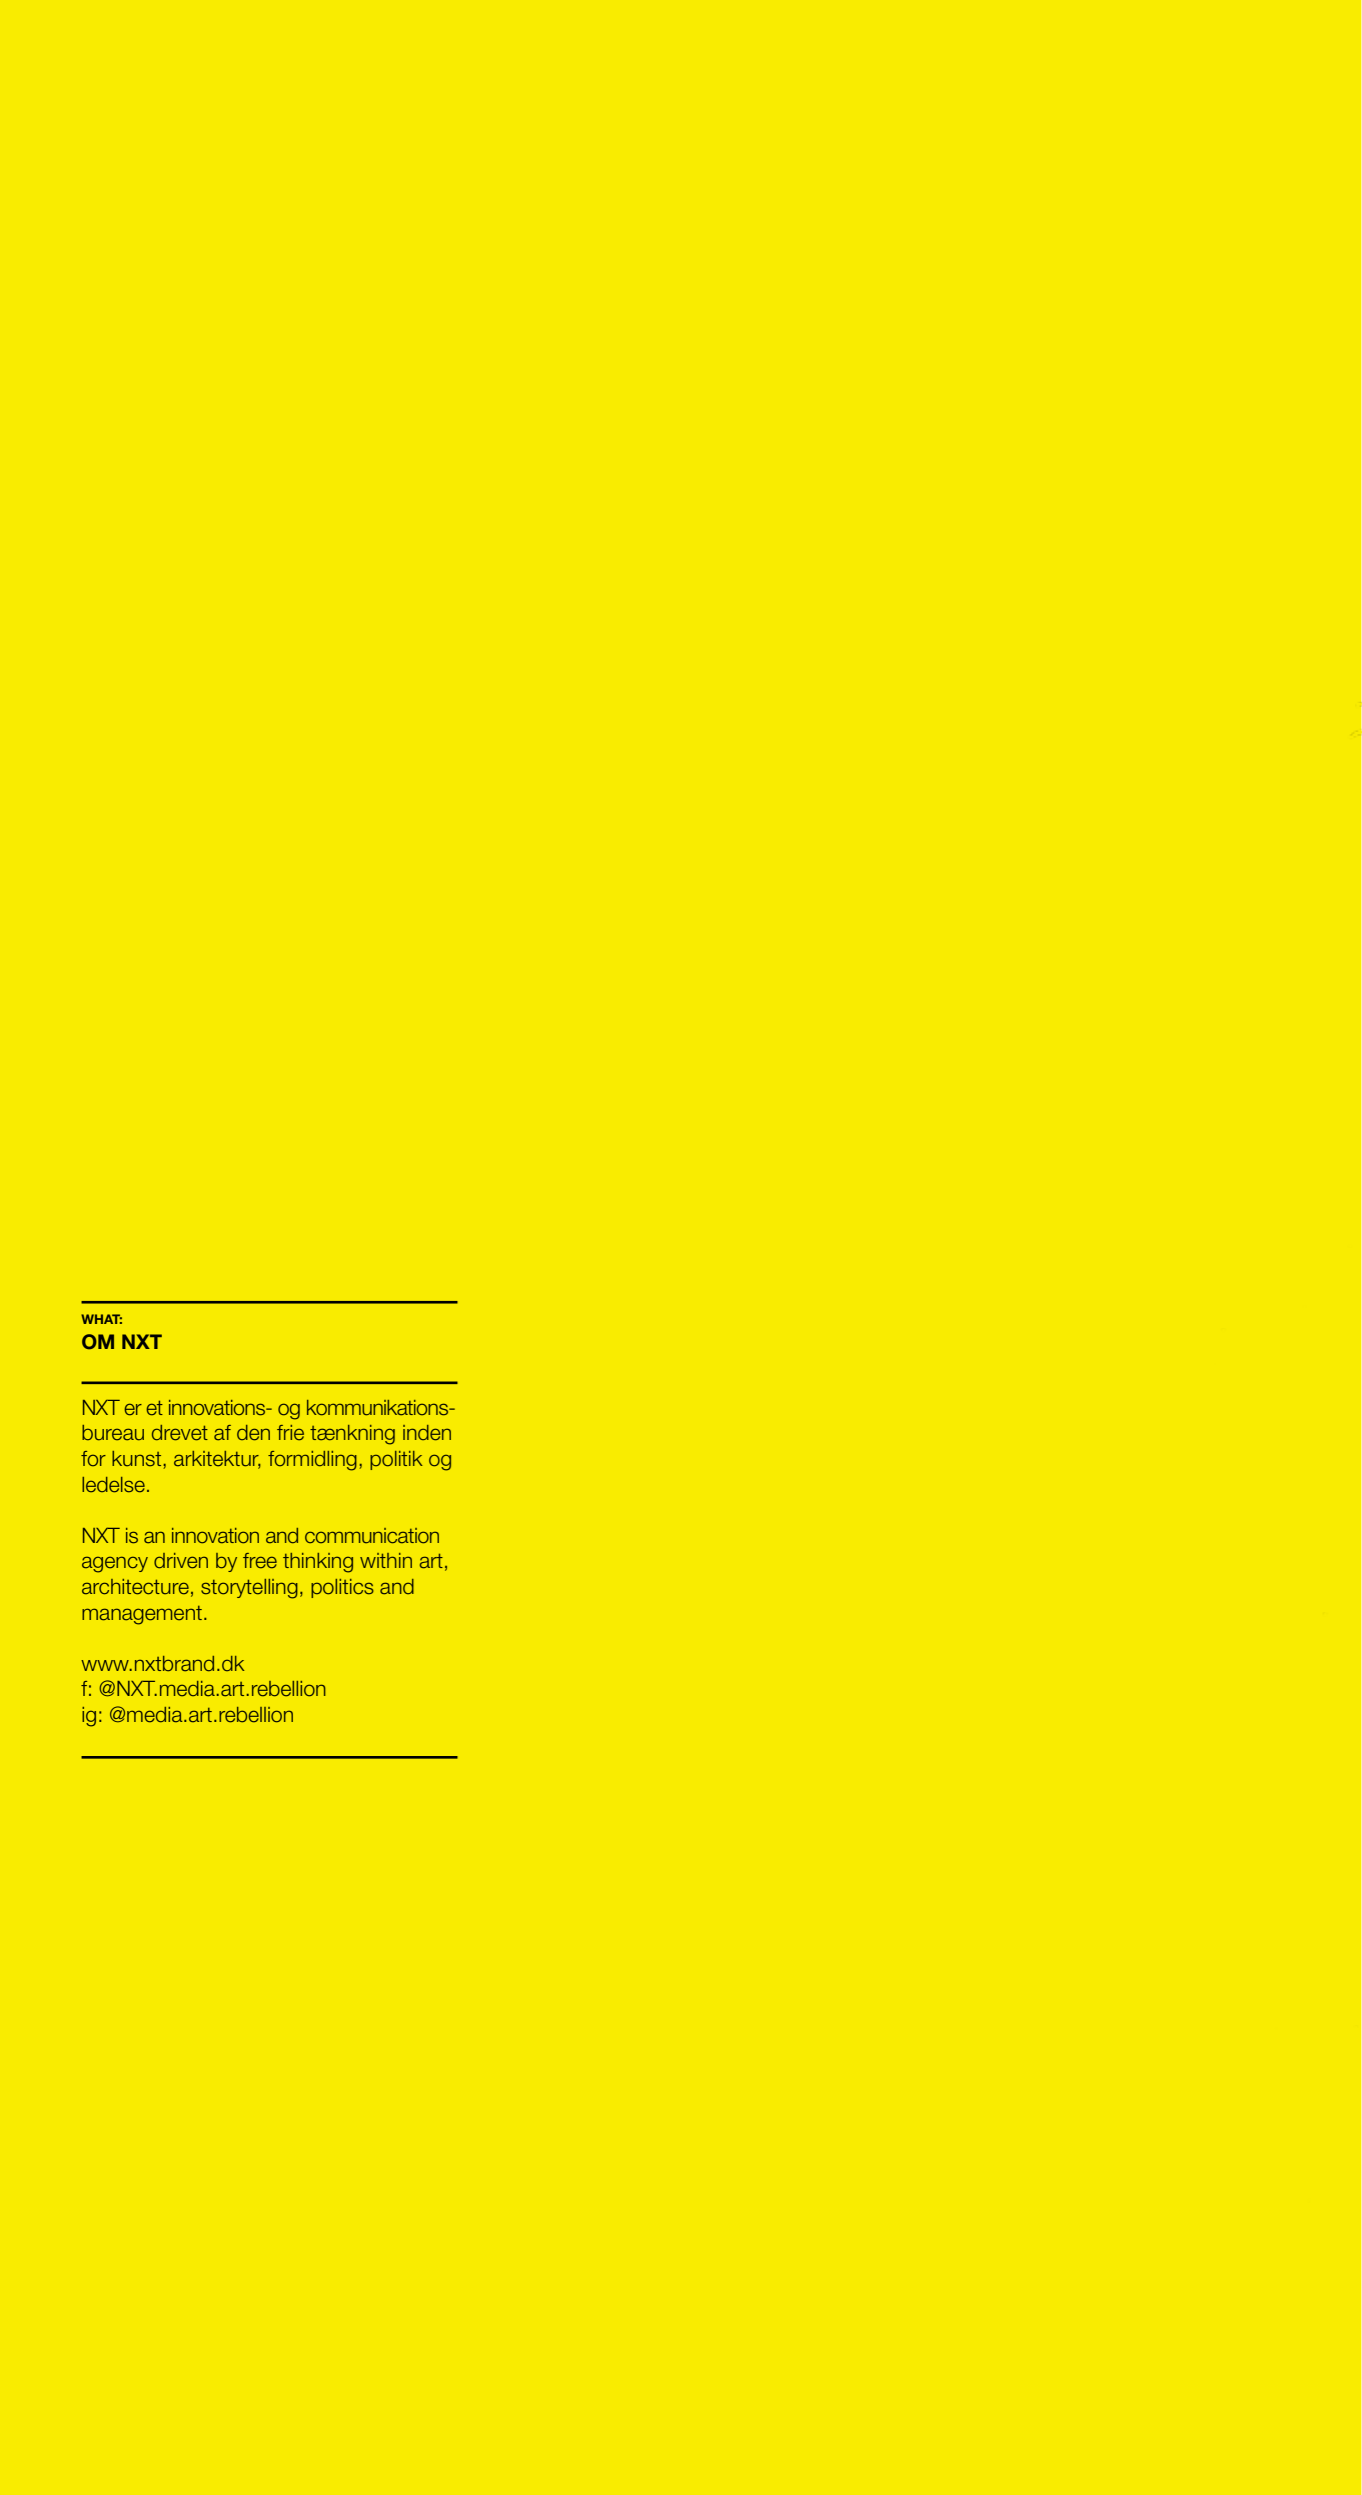 WHAT:
OM NXT
NXT er et innovations- og kommunikations-
bureau drevet af den frie tænkning inden
for kunst, arkitektur, formidling, politik og
ledelse.
NXT is an innovation and communication
agency driven by free thinking within art,
architecture, storytelling, politics and
management.
www.nxtbrand.dk
f: @NXT.media.art.rebellion
ig: @media.art.rebellion